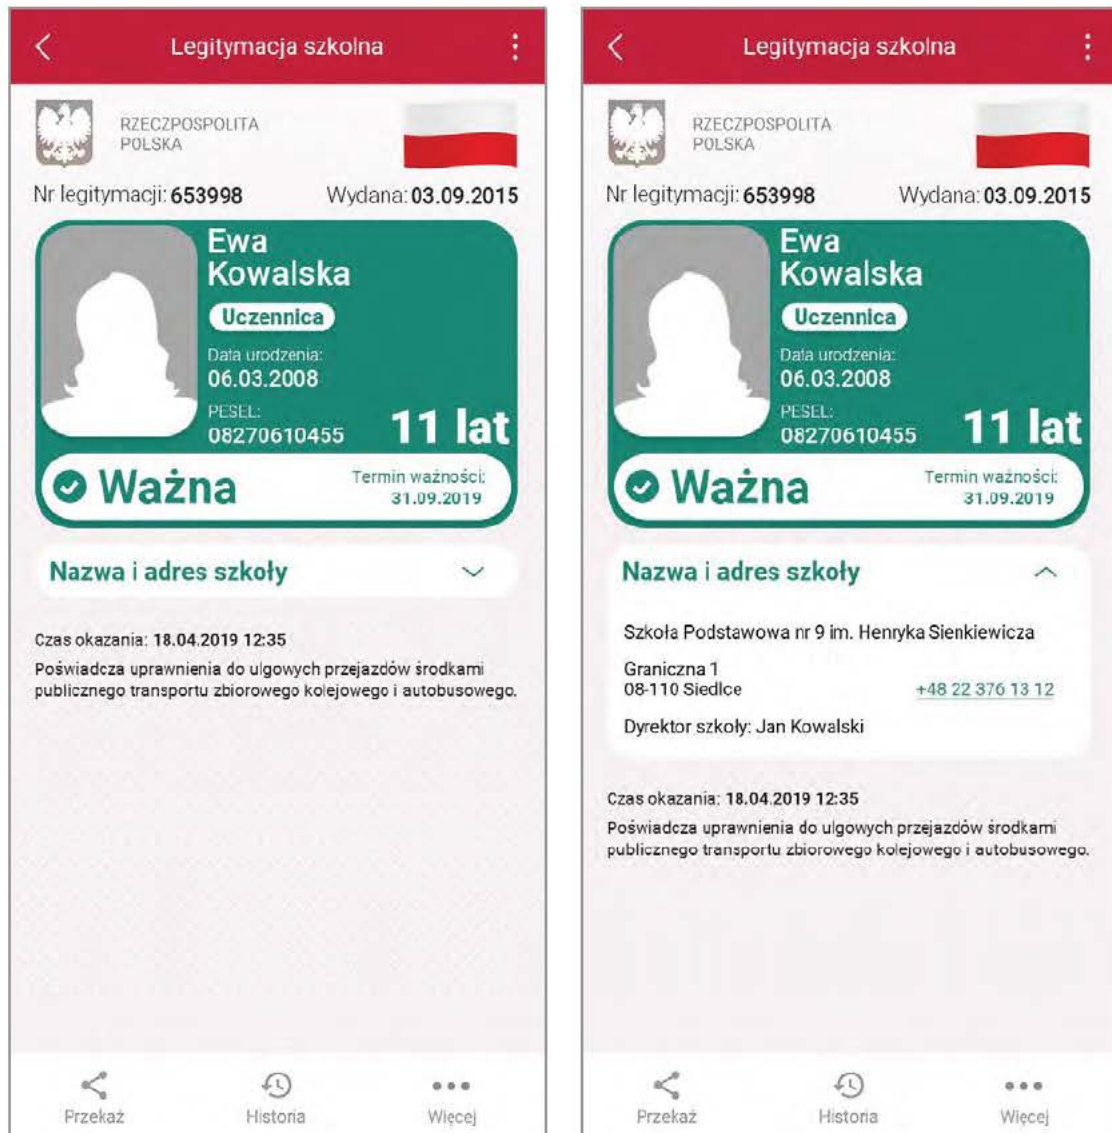 Legitymacja szkolna
RZECZPOSPOLITA
POLSKA
Nr legitymacji: 653998 Wydana: 03.09.2015
Ewa
Kowalska
Uczennica
Data urodzenia:
06.03.2008
PESEL:
08270610455
11 lat
Ważna
Termin ważności:
31.09.2019
Nazwa i adres szkoły
Czas okazania: 18.04.2019 12:35
Poświadcza uprawnienia do ulgowych przejazdów środkami
publicznego transportu zbiorowego kolejowego i autobusowego.
Przekaż Historia Więcej
Legitymacja szkolna
RZECZPOSPOLITA
POLSKA
Nr legitymacji: 653998 Wydana: 03.09.2015
Ewa
Kowalska
Uczennica
Data urodzenia:
06.03.2008
PESEL:
08270610455
11 lat
Ważna
Termin ważności:
31.09.2019
Nazwa i adres szkoły
Szkoła Podstawowa nr 9 im. Henryka Sienkiewicza
Graniczna 1
08-110 Siedlce +48 22 376 13 12
Dyrektor szkoły: Jan Kowalski
Czas okazania: 18.04.2019 12:35
Poświadcza uprawnienia do ulgowych przejazdów środkami
publicznego transportu zbiorowego kolejowego i autobusowego.
Przekaż Historia Więcej